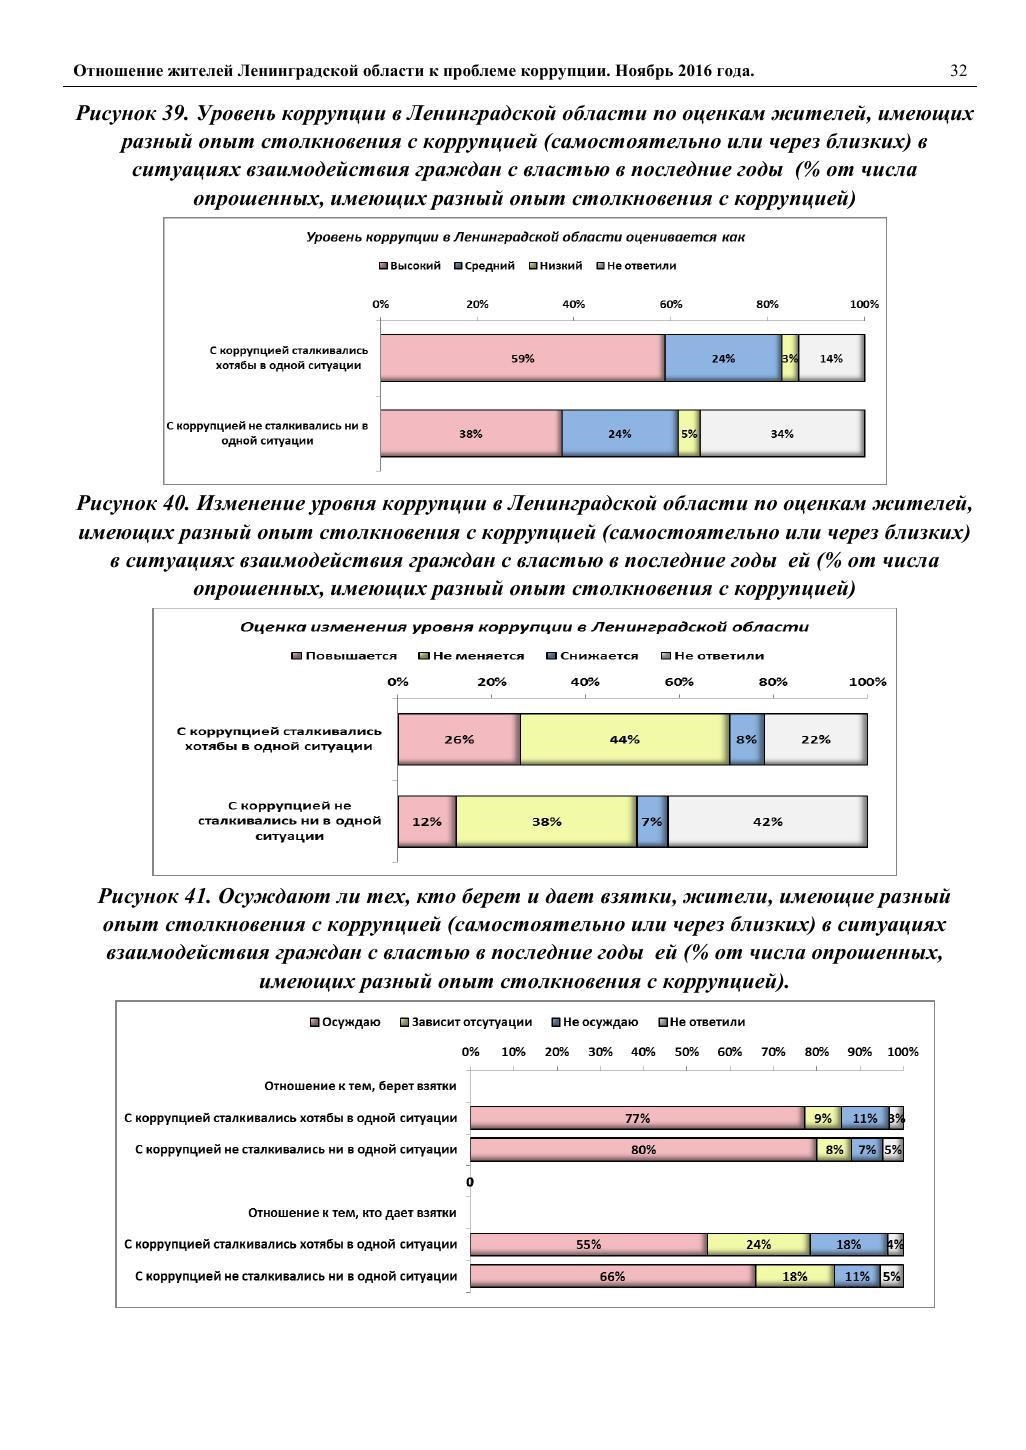 Отношение жителей Ленинградской области к проблеме коррупции. Ноябрь 2016 года. 32
Рисунок 39. Уровень коррупции в Ленинградской области по оценкам жителей, имеющих
разный опыт столкновения с коррупцией (самостоятельно или через близких) в
ситуациях взаимодействия граждан с властью в последние годы (% от числа
опрошенных, имеющих разный опыт столкновения с коррупцией)
Уровень коррупции в Ленинградской области оценивается как
Высокий Средний Низкий Не ответили
0% 20% 40% 60% 80% 100%
С коррупцией сталкивались
хотябы в одной ситуации
59% 24% 3% 14%
С коррупцией не сталкивались ни в
одной ситуации
38% 24% 5% 34%
Рисунок 40. Изменение уровня коррупции в Ленинградской области по оценкам жителей,
имеющих разный опыт столкновения с коррупцией (самостоятельно или через близких)
в ситуациях взаимодействия граждан с властью в последние годы ей (% от числа
опрошенных, имеющих разный опыт столкновения с коррупцией)
Оценка изменения уровня коррупции в Ленинградской области
Повышается Не меняется Снижается Не ответили
0% 20% 40% 60% 80% 100%
С коррупцией сталкивались
хотябы в одной ситуации
26% 44% 8% 22%
С коррупцией не
сталкивались ни в одной
ситуации
12% 38% 7% 42%
Рисунок 41. Осуждают ли тех, кто берет и дает взятки, жители, имеющие разный
опыт столкновения с коррупцией (самостоятельно или через близких) в ситуациях
взаимодействия граждан с властью в последние годы ей (% от числа опрошенных,
имеющих разный опыт столкновения с коррупцией).
Осуждаю Зависит отсутуации Не осуждаю Не ответили
0% 10% 20% 30% 40% 50% 60% 70% 80% 90% 100%
Отношение к тем, берет взятки
С коррупцией сталкивались хотябы в одной ситуации 77% 9% 11% 3%
С коррупцией не сталкивались ни в одной ситуации 80% 8% 7% 5%
0
Отношение к тем, кто дает взятки
С коррупцией сталкивались хотябы в одной ситуации 55% 24% 18% 4%
С коррупцией не сталкивались ни в одной ситуации 66% 18% 11% 5%